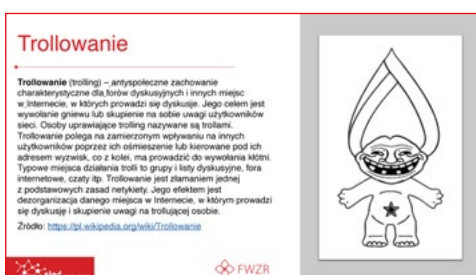 Trollowanie
Trollowanie (trolling) – antyspołeczne zachowanie
charakterystyczne dla forów dyskusyjnych i innych miejsc
w Internecie, w których prowadzi się dyskusje. Jego celem jest
wywołanie gniewu lub skupienie na sobie uwagi użytkowników
sieci. Osoby uprawiające trolling nazywane są trollami.
Trollowanie polega na zamierzonym wpływaniu na innych
użytkowników poprzez ich ośmieszenie lub kierowane pod ich
adresem wyzwisk, co z kolei, ma prowadzić do wywołania kłótni.
Typowe miejsca działania trolli to grupy i listy dyskusyjne, fora
internetowe, czaty itp. Trollowanie jest złamaniem jednej
z podstawowych zasad netykiety. Jego efektem jest
dezorganizacja danego miejsca w Internecie, w którym prowadzi
się dyskusję i skupienie uwagi na trollującej osobie.
Źródło: https://pl.wikipedia.org/wiki/Trollowanie
FWZR